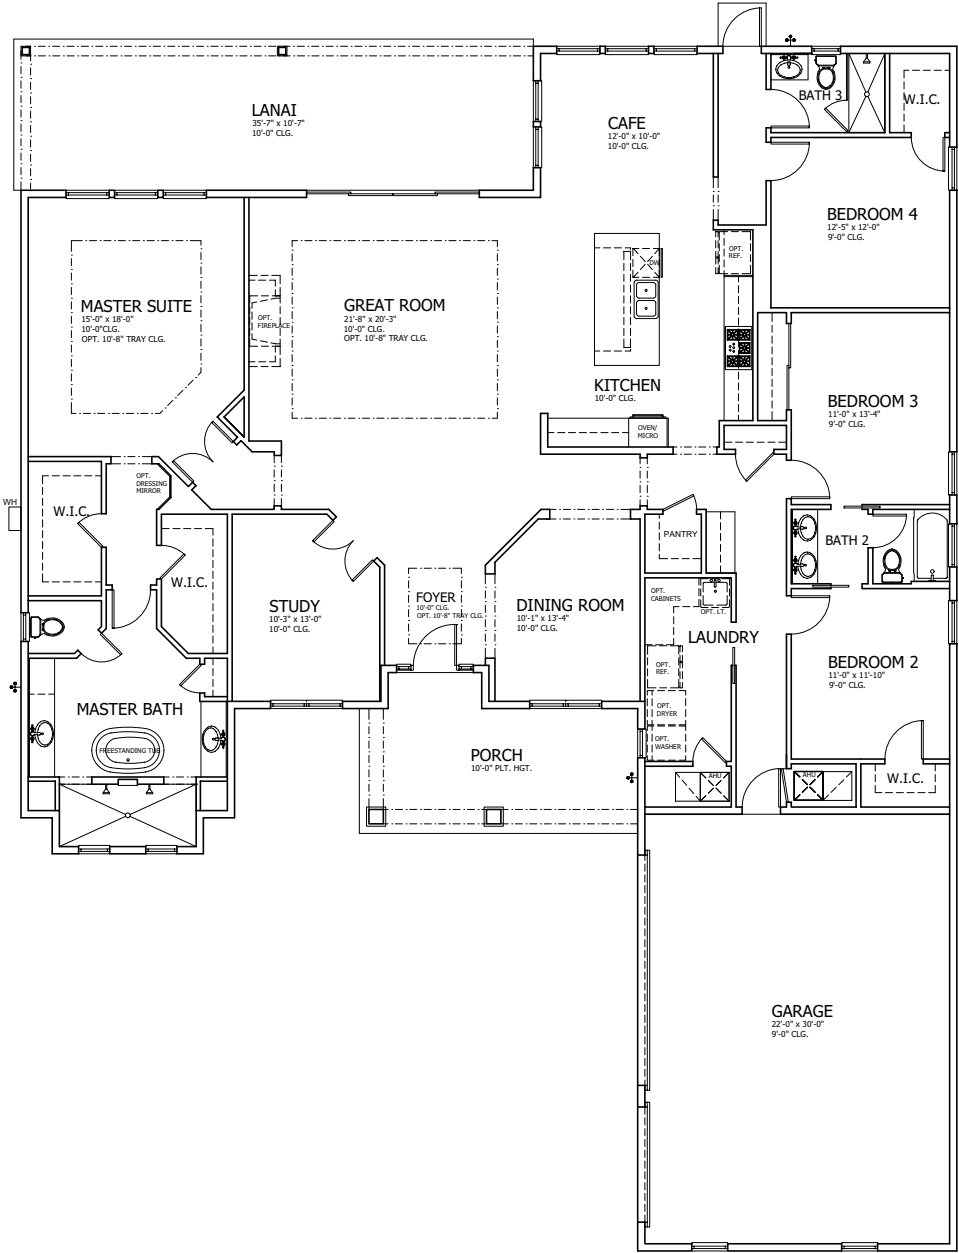 LANAI
35'-7" x 10'-7"
10'-0" CLG.
CAFE
12'-0" x 10'-0"
10'-0" CLG.
BATH 3
W.I.C.
BEDROOM 4
12'-5" x 12'-0"
9'-0" CLG.
OPT.
REF.
DW
MASTER SUITE
15'-0" x 18'-0"
10'-0"CLG.
OPT. 10'-8" TRAY CLG.
OPT.
FIREPLACE
GREAT ROOM
21'-8" x 20'-3"
10'-0" CLG.
OPT. 10'-8" TRAY CLG.
KITCHEN
10'-0" CLG.
BEDROOM 3
11'-0" x 13'-4"
9'-0" CLG.
OVEN/
MICRO
OPT.
DRESSING
MIRROR
WH
W.I.C.
PANTRY
BATH 2
W.I.C.
STUDY
10'-3" x 13'-0"
10'-0" CLG.
FOYER
10'-0" CLG.
OPT. 10'-8" TRAY CLG.
DINING ROOM
10'-1" x 13'-4"
10'-0" CLG.
OPT.
CABINETS
OPT. LT.
LAUNDRY
OPT.
REF.
OPT.
DRYER
OPT.
WASHER
BEDROOM 2
11'-0" x 11'-10"
9'-0" CLG.
MASTER BATH
FREESTANDING TUB
PORCH
10'-0" PLT. HGT.
AHU
AHU
W.I.C.
GARAGE
22'-0" x 30'-0"
9'-0" CLG.